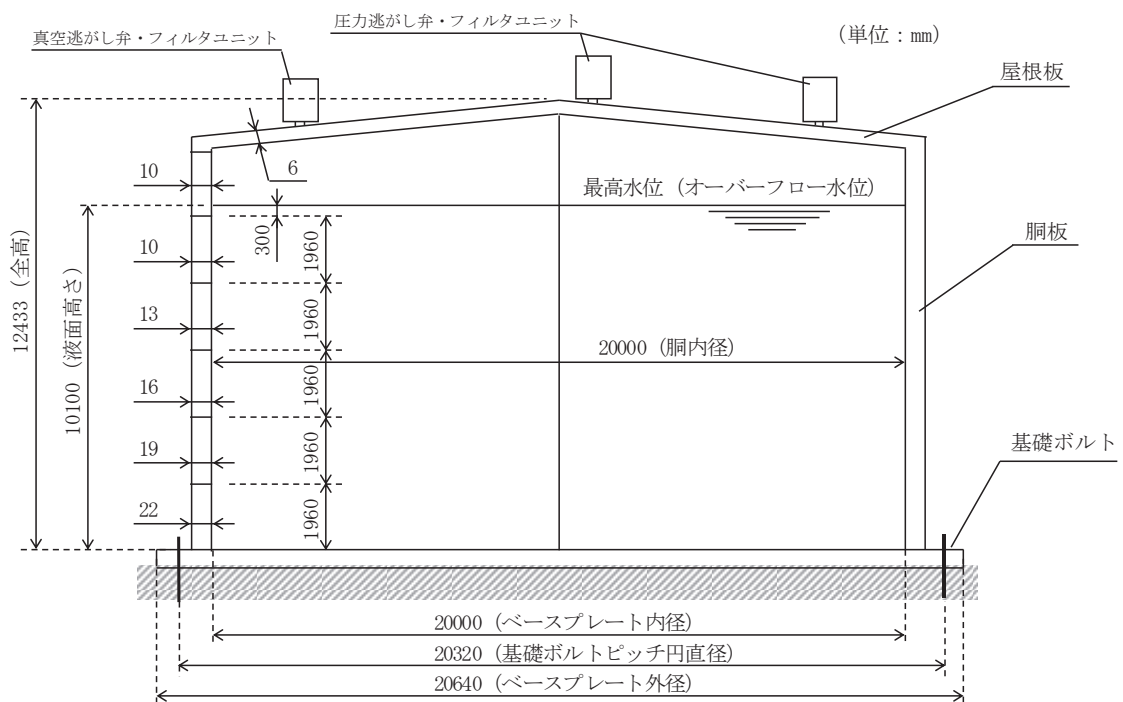 真空逃がし弁・フィルタユニット
圧力逃がし弁・フィルタユニット
（単位：mm）
屋根板
6
10
最高水位（オーバーフロー水位）
300
1960
10
胴板
12433（全高）
10100（液面高さ）
1960
13
20000（胴内径）
1960
16
1960
19
基礎ボルト
1960
22
20000（ベースプレート内径）
20320（基礎ボルトピッチ円直径）
20640（ベースプレート外径）